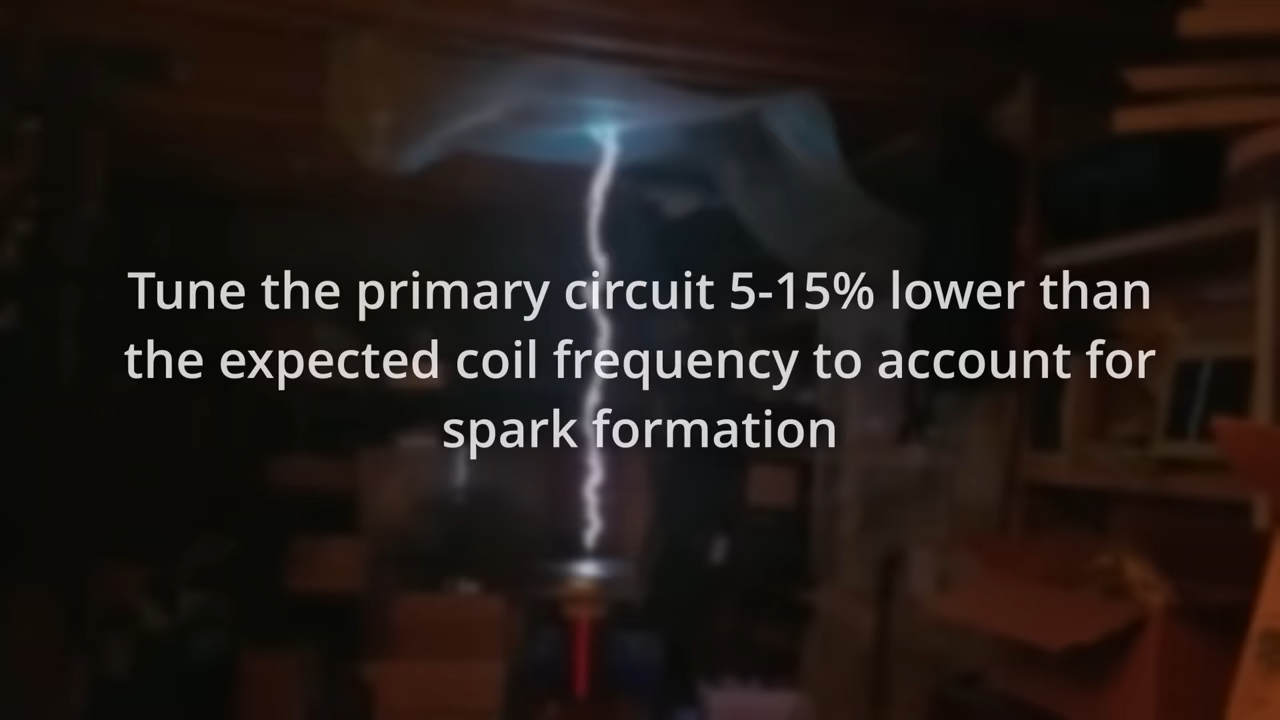 Tune the primary circuit 5-15% lower than
the expected coil frequency to account for
spark formation